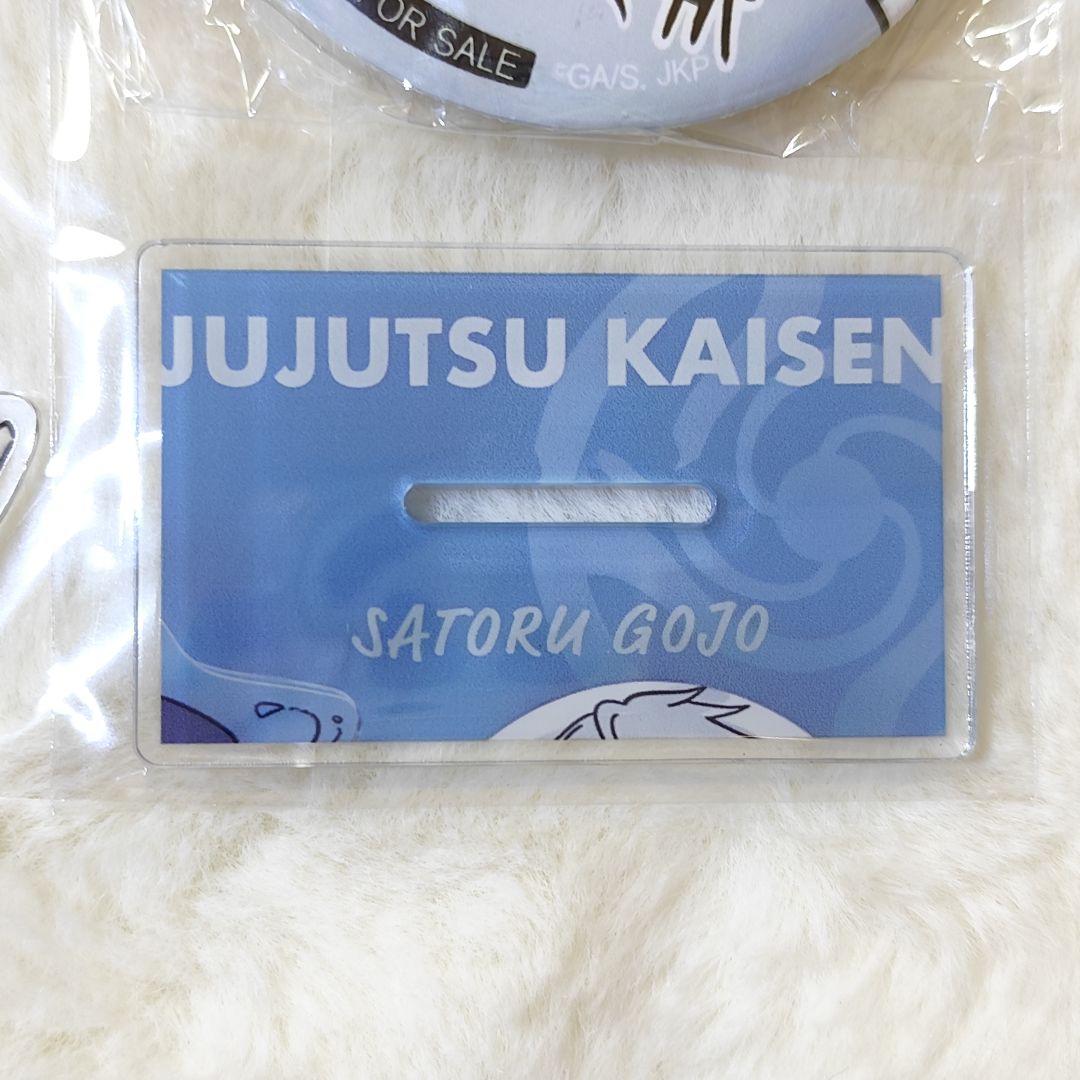 OR SALE
©GA/S. JKP
JUJUTSU KAISEN
SATORU GOJO